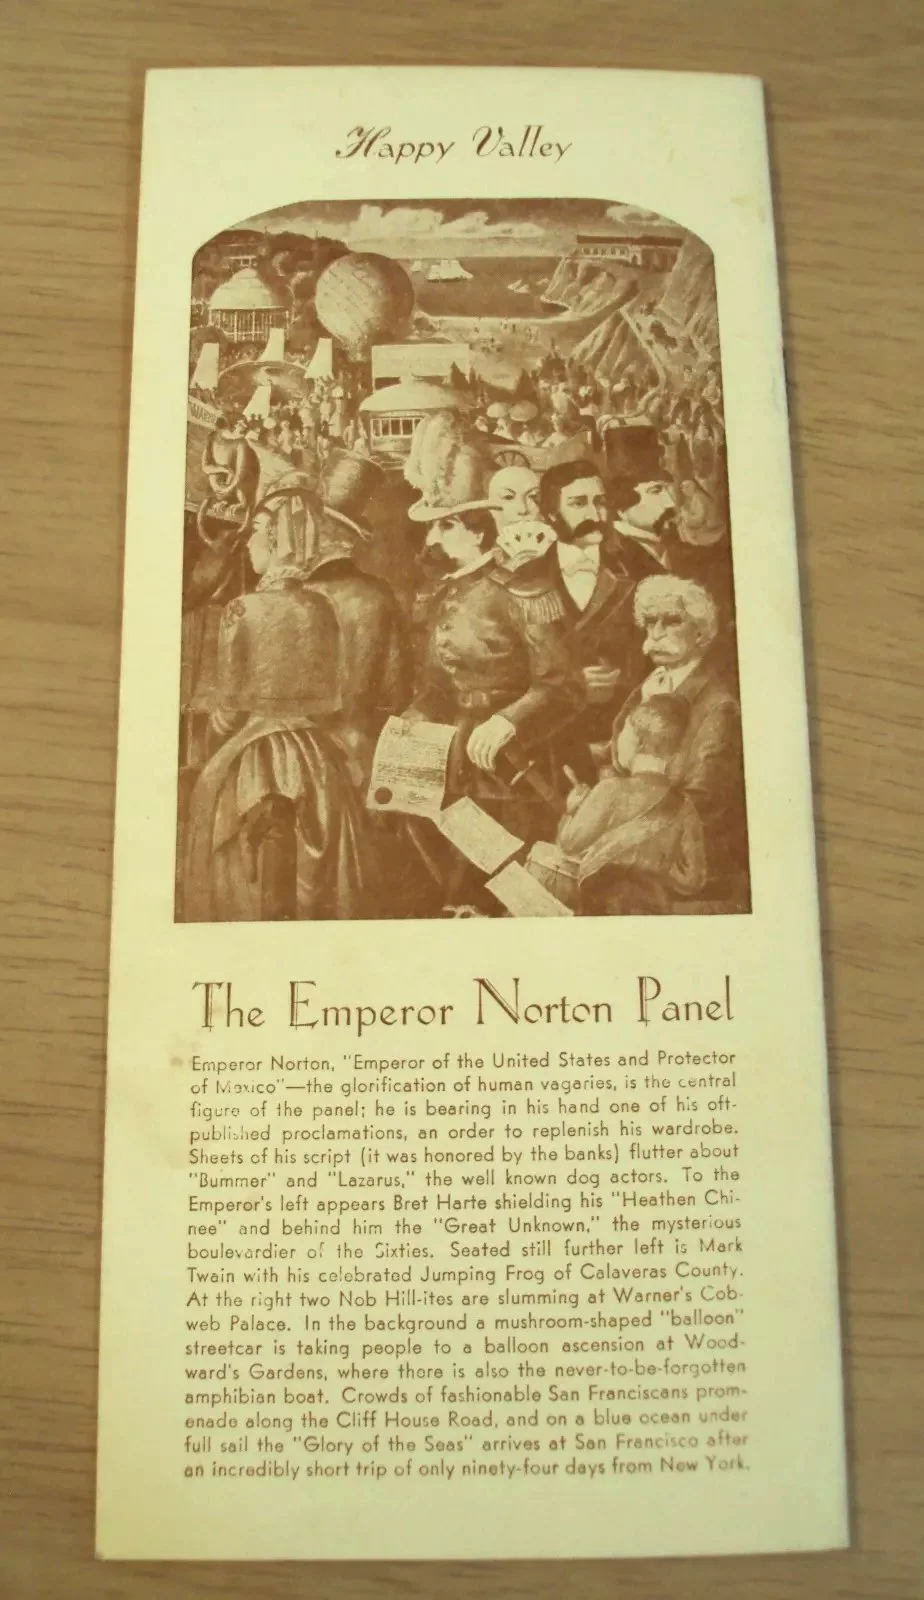 Happy Valley
WARNE
The Emperor Norton Panel
Emperor Norton, "Emperor of the United States and Protector
of Mexico"—the glorification of human vagaries, is the central
figure of the panel; he is bearing in his hand one of his oft-
published proclamations, an order to replenish his wardrobe.
Sheets of his script (it was honored by the banks) flutter about
"Bummer" and "Lazarus," the well known dog actors. To the
Emperor's left appears Bret Harte shielding his "Heathen Chi-
nee" and behind him the "Great Unknown," the mysterious
boulevardier of the Sixties. Seated still further left is Mark
Twain with his celebrated Jumping Frog of Calaveras County.
At the right two Nob Hill-ites are slumming at Warner's Cob-
web Palace. In the background a mushroom-shaped "balloon"
streetcar is taking people to a balloon ascension at Wood-
ward's Gardens, where there is also the never-to-be-forgotten
amphibian boat. Crowds of fashionable San Franciscans prom-
enade along the Cliff House Road, and on a blue ocean under
full sail the "Glory of the Seas" arrives at San Francisco after
an incredibly short trip of only ninety-four days from New York.